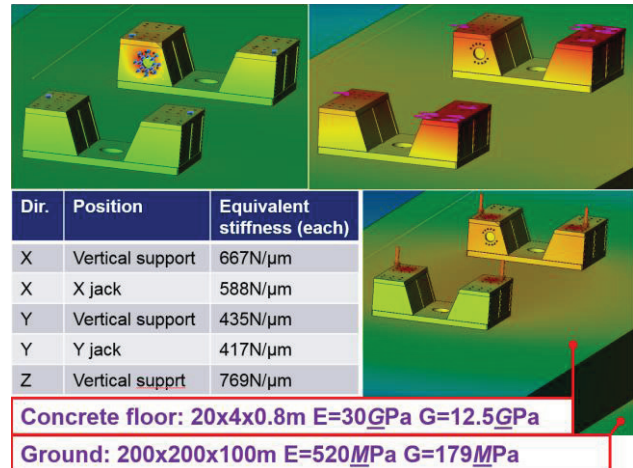 Dir. Position Equivalent
stiffness (each)
X Vertical support 667N/μm
X X jack 588N/μm
Y Vertical support 435N/μm
Y Y jack 417N/μm
Z Vertical supprt 769N/μm
Concrete floor: 20x4x0.8m E=30GPa G=12.5GPa
Ground: 200x200x100m E=520MPa G=179MPa